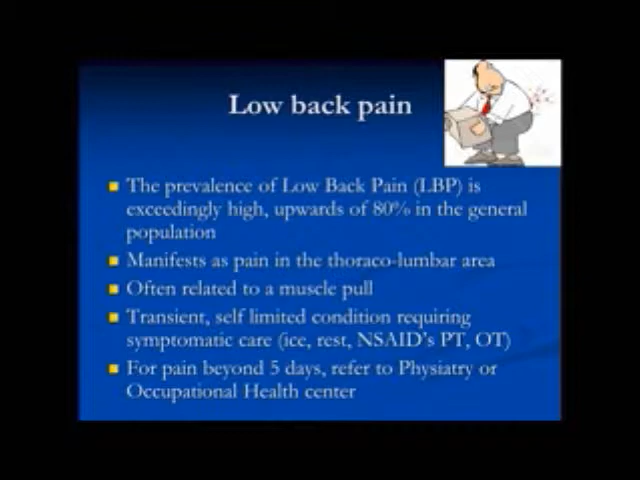 Low back pain
The prevalence of Low Back Pain (LBP) is
exceedingly high, upwards of 80% in the general
population
Manifests as pain in the thoraco-lumbar area
Often related to a muscle pull
Transient, self limited condition requiring
symptomatic care (ice, rest, NSAID's PT, OT)
For pain beyond 5 days, refer to Physiatry or
Occupational Health center